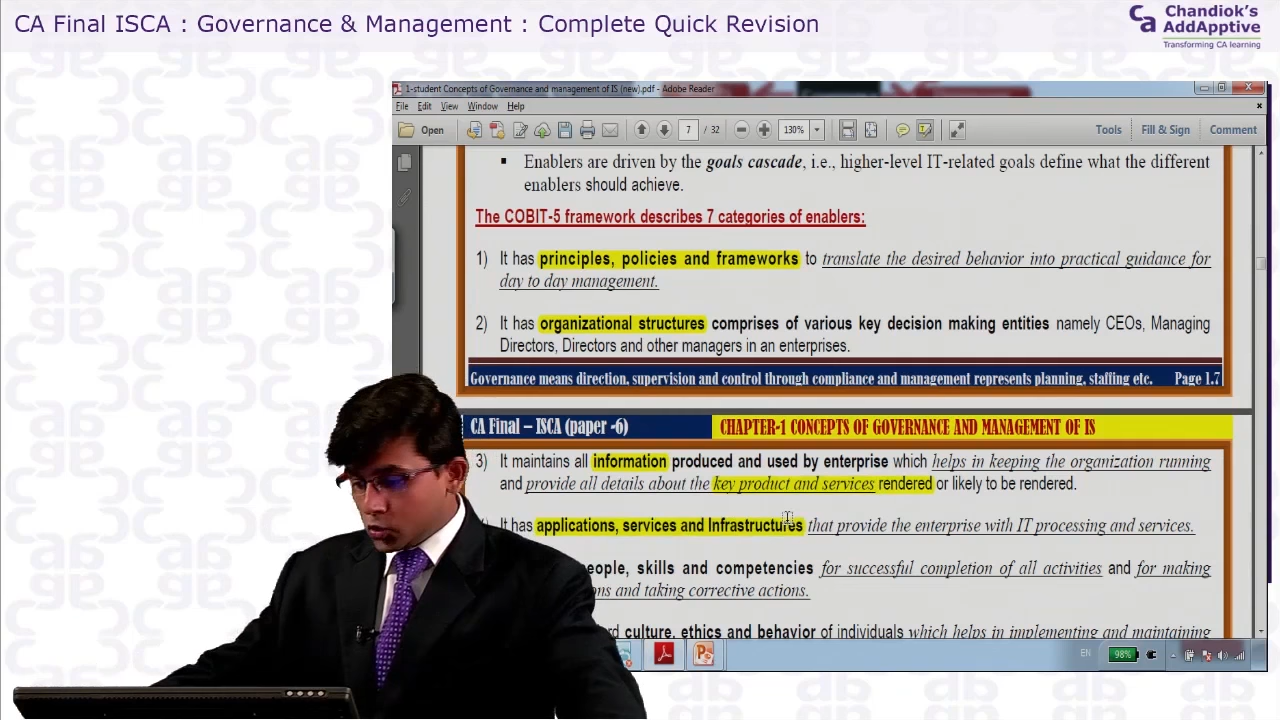 CA Final ISCA : Governance & Management : Complete Quick Revision
Ca
Chandiok's
AddApptive
Transforming CA learning
1-student Concepts of Governance and management of IS (new).pdf - Adobe Reader
File Edit View Window Help
Open 7 / 32 130% Tools Fill & Sign Comment
▪ Enablers are driven by the goals cascade, i.e., higher-level IT-related goals define what the different
enablers should achieve.
The COBIT-5 framework describes 7 categories of enablers:
1) It has principles, policies and frameworks to translate the desired behavior into practical guidance for
day to day management.
2) It has organizational structures comprises of various key decision making entities namely CEOs, Managing
Directors, Directors and other managers in an enterprises.
Governance means direction, supervision and control through compliance and management represents planning, staffing etc. Page 1.7
CA Final – ISCA (paper -6) CHAPTER-1 CONCEPTS OF GOVERNANCE AND MANAGEMENT OF IS
3) It maintains all information produced and used by enterprise which helps in keeping the organization running
and provide all details about the key product and services rendered or likely to be rendered.
It has applications, services and Infrastructures that provide the enterprise with IT processing and services.
people, skills and competencies for successful completion of all activities and for making
and taking corrective actions.
culture, ethics and behavior of individuals which helps in implementing and maintaining
EN 98%